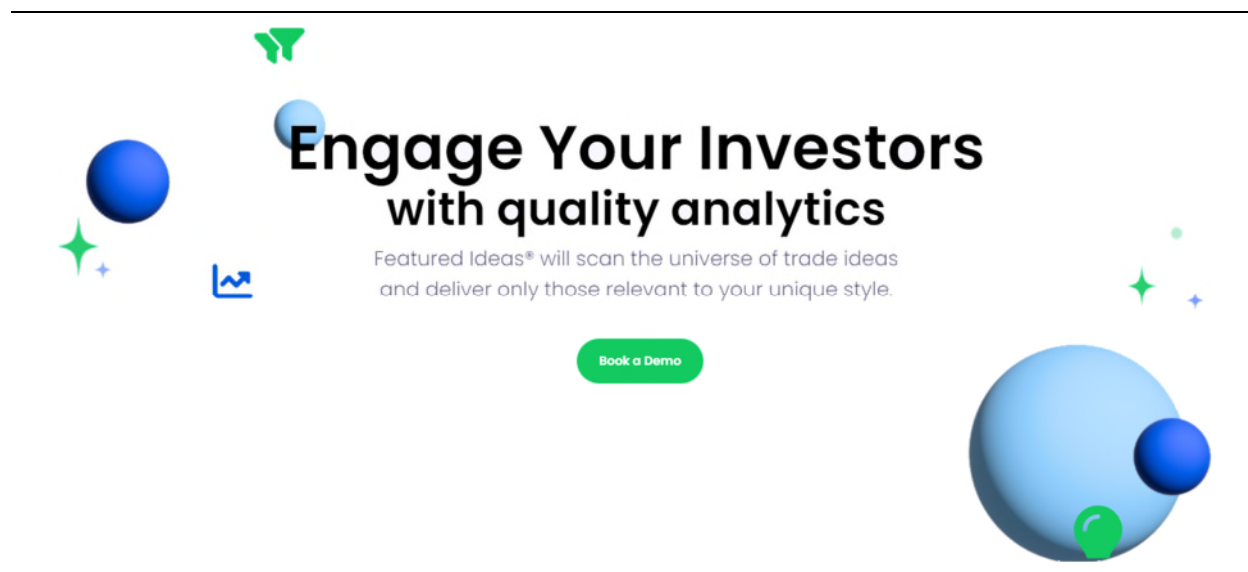 Engage Your Investors
with quality analytics
Featured Ideas® will scan the universe of trade ideas
and deliver only those relevant to your unique style.
Book a Demo